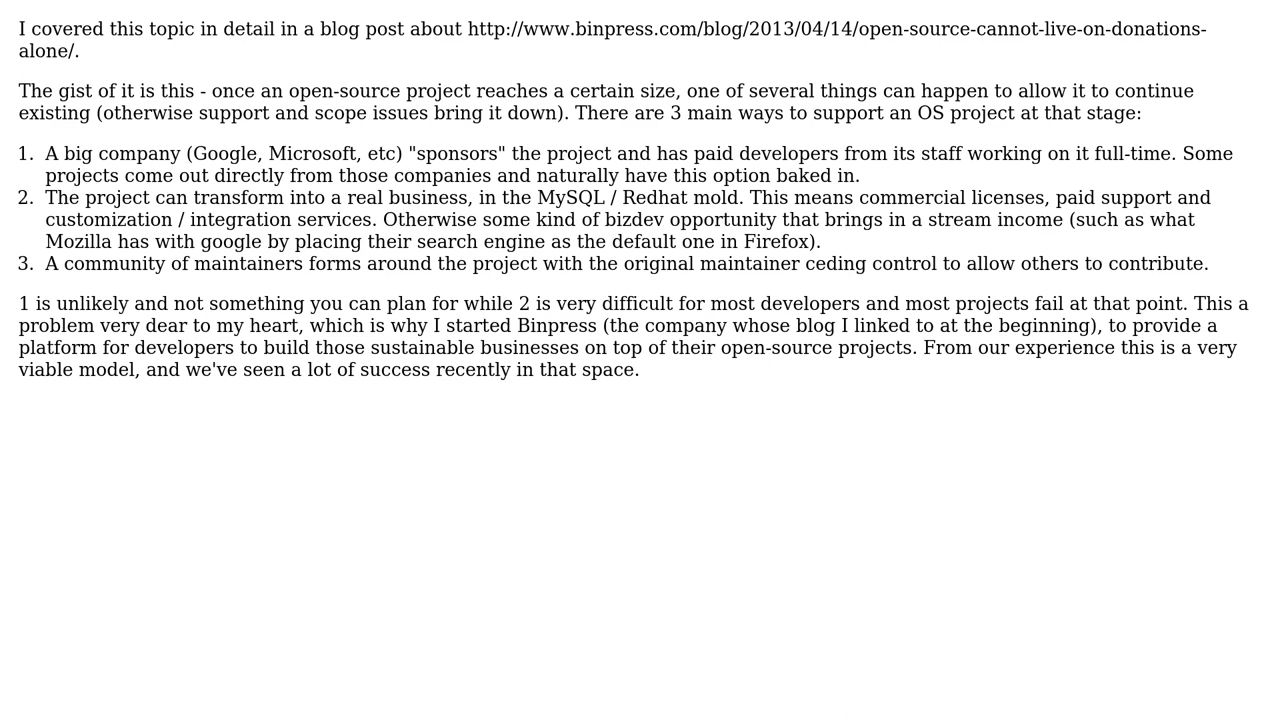 I covered this topic in detail in a blog post about http://www.binpress.com/blog/2013/04/14/open-source-cannot-live-on-donations-
alone/.
The gist of it is this - once an open-source project reaches a certain size, one of several things can happen to allow it to continue
existing (otherwise support and scope issues bring it down). There are 3 main ways to support an OS project at that stage:
1. A big company (Google, Microsoft, etc) "sponsors" the project and has paid developers from its staff working on it full-time. Some
projects come out directly from those companies and naturally have this option baked in.
2. The project can transform into a real business, in the MySQL / Redhat mold. This means commercial licenses, paid support and
customization / integration services. Otherwise some kind of bizdev opportunity that brings in a stream income (such as what
Mozilla has with google by placing their search engine as the default one in Firefox).
3. A community of maintainers forms around the project with the original maintainer ceding control to allow others to contribute.
1 is unlikely and not something you can plan for while 2 is very difficult for most developers and most projects fail at that point. This a
problem very dear to my heart, which is why I started Binpress (the company whose blog I linked to at the beginning), to provide a
platform for developers to build those sustainable businesses on top of their open-source projects. From our experience this is a very
viable model, and we've seen a lot of success recently in that space.